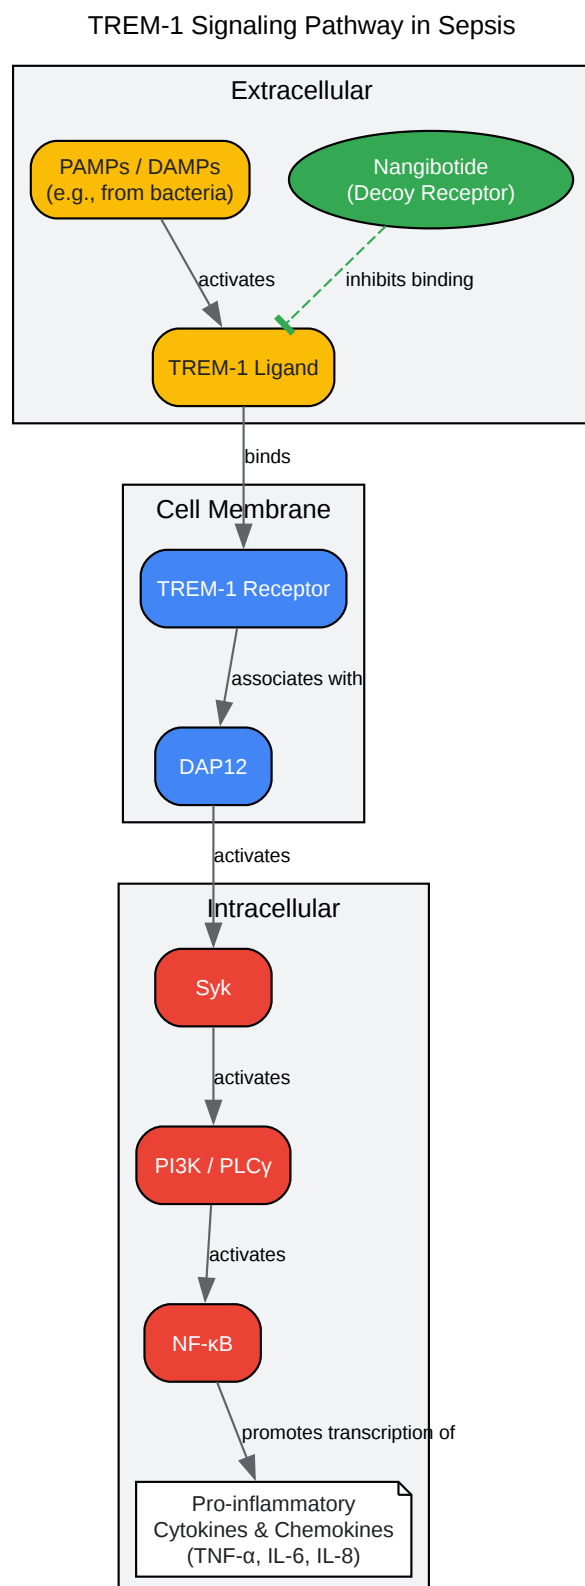 TREM-1 Signaling Pathway in Sepsis
Extracellular
PAMPs / DAMPs
(e.g., from bacteria)
Nangibotide
(Decoy Receptor)
activates
inhibits binding
TREM-1 Ligand
binds
Cell Membrane
TREM-1 Receptor
associates with
DAP12
activates
Intracellular
Syk
activates
PI3K / PLCγ
activates
NF-κB
promotes transcription of
Pro-inflammatory
Cytokines & Chemokines
(TNF-α, IL-6, IL-8)